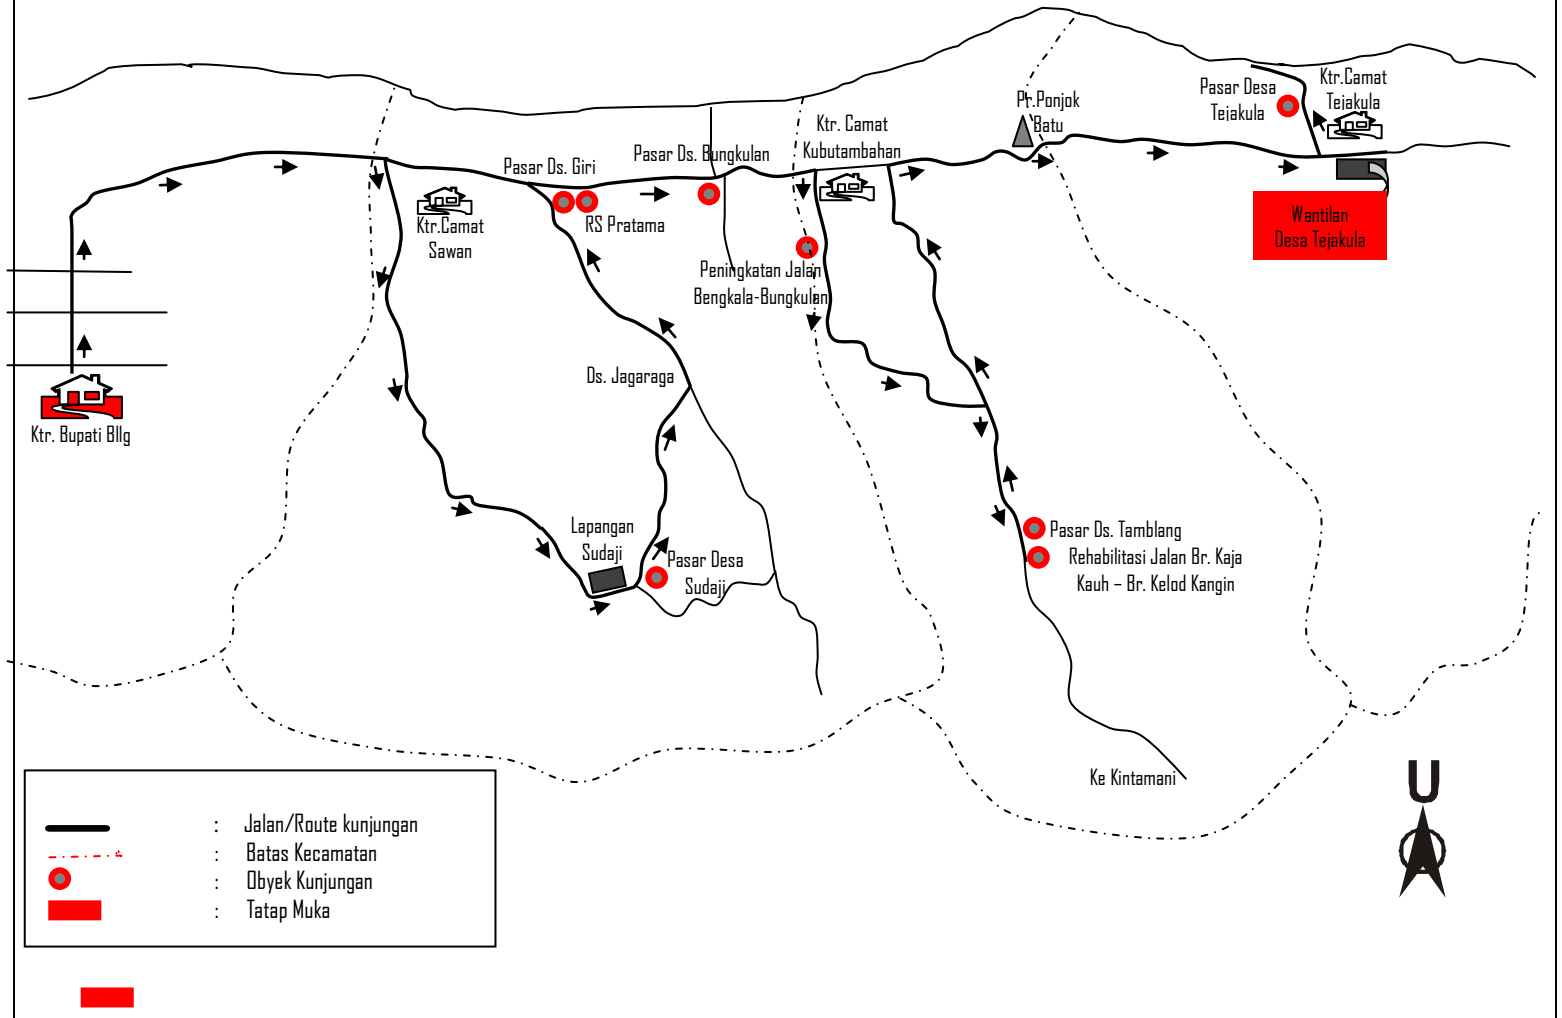 Pasar Desa
Tejakula
Ktr.Camat
Tejakula
Pr.Ponjok
Batu
Ktr. Camat
Kubutambahan
Pasar Ds. Giri
Pasar Ds. Bungkulan
RS Pratama
Ktr.Camat
Sawan
Wantilan
Desa Tejakula
Peningkatan Jalan
Bengkala-Bungkulan
Ds. Jagaraga
Ktr. Bupati Bllg
Lapangan
Sudaji
Pasar Desa
Sudaji
Pasar Ds. Tamblang
Rehabilitasi Jalan Br. Kaja
Kauh – Br. Kelod Kangin
Ke Kintamani
U
: Jalan/Route kunjungan
: Batas Kecamatan
: Obyek Kunjungan
: Tatap Muka